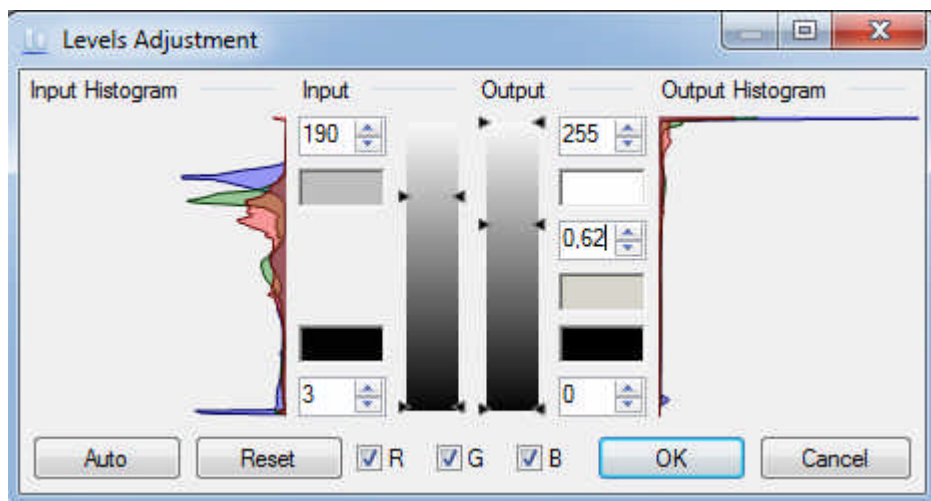 Levels Adjustment
Input Histogram Input Output Output Histogram
190 255
0,62
3 0
Auto Reset R G B OK Cancel